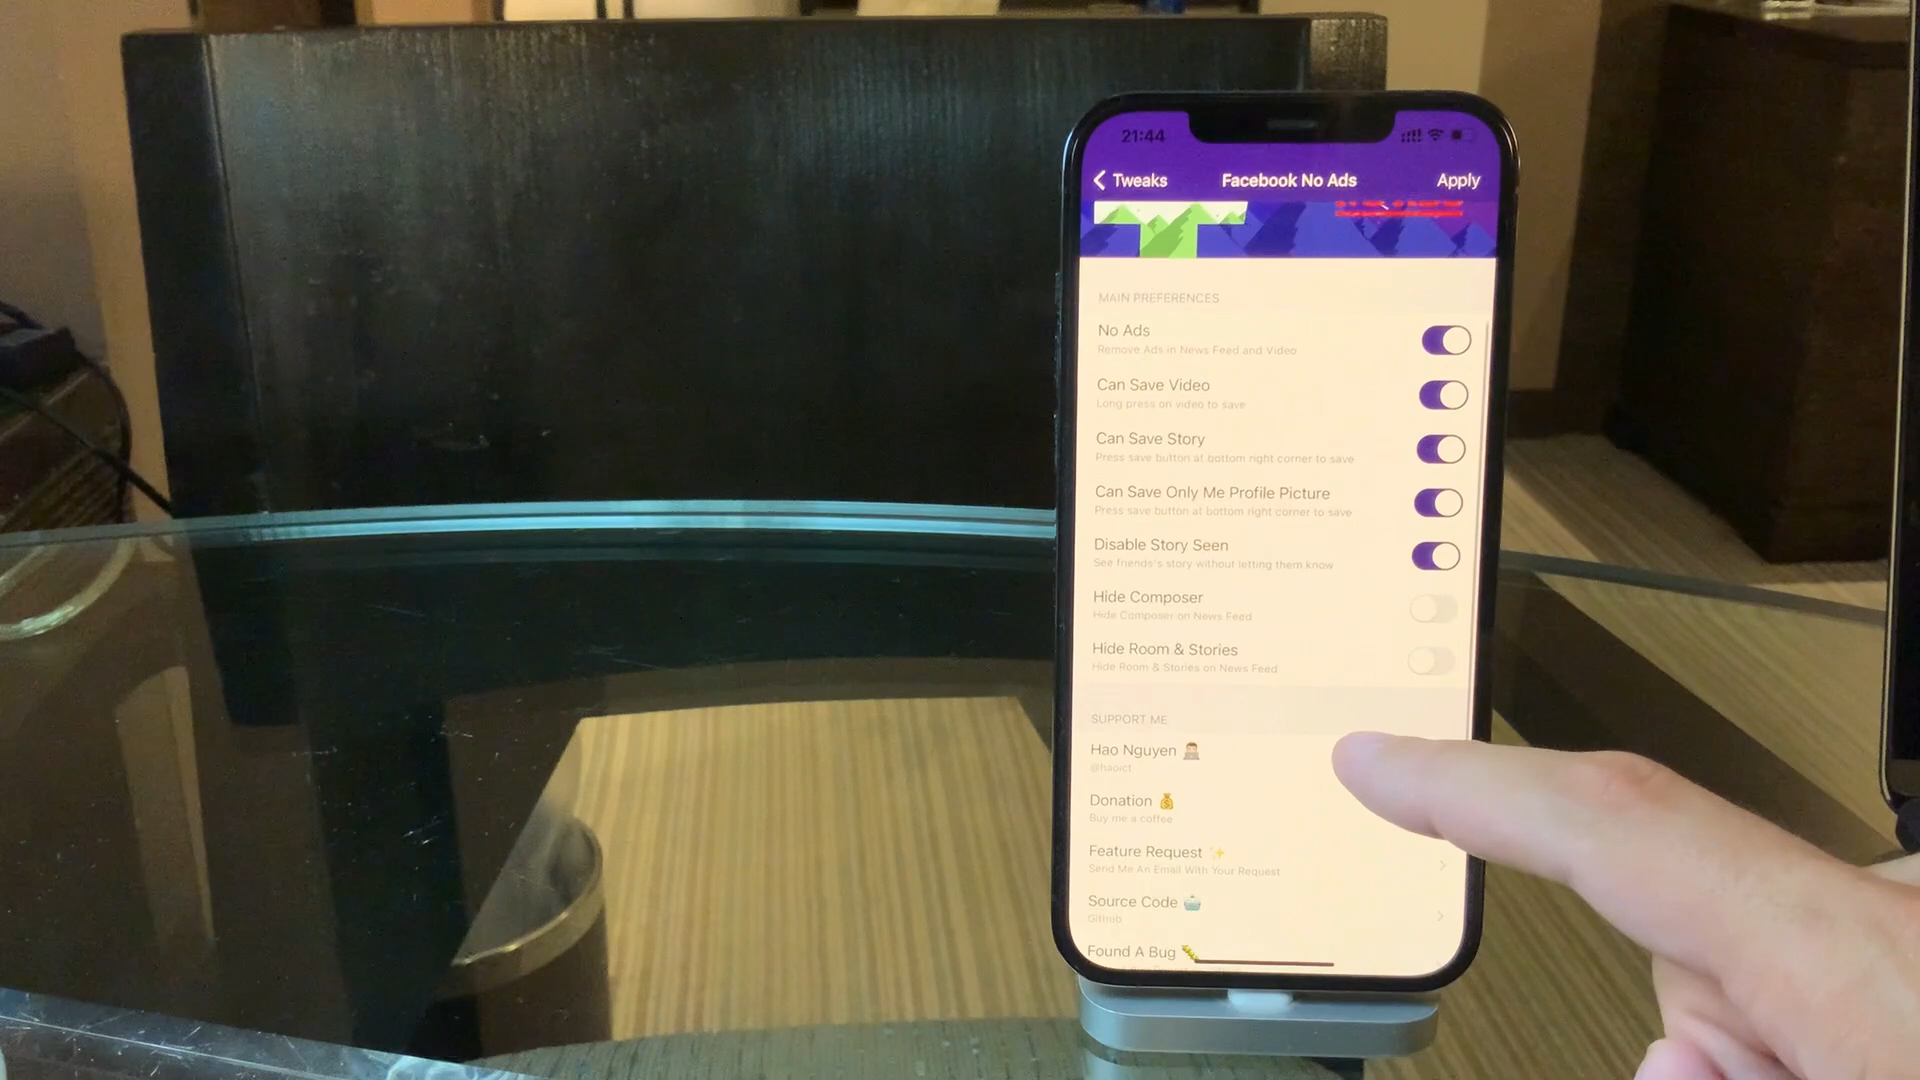 21:44
Tweaks
Facebook No Ads
Apply
MAIN PREFERENCES
No Ads
Remove Ads in News Feed and Video
Can Save Video
Long press on video to save
Can Save Story
Press save button at bottom right corner to save
Can Save Only Me Profile Picture
Press save button at bottom right corner to save
Disable Story Seen
See friends's story without letting them know
Hide Composer
Hide Composer on News Feed
Hide Room & Stories
Hide Room & Stories on News Feed
SUPPORT ME
Hao Nguyen 👨🏻‍💻
@haoict
Donation 💰
Buy me a coffee
Feature Request ✨
Send Me An Email With Your Request
Source Code
Github
Found A Bug 🐛